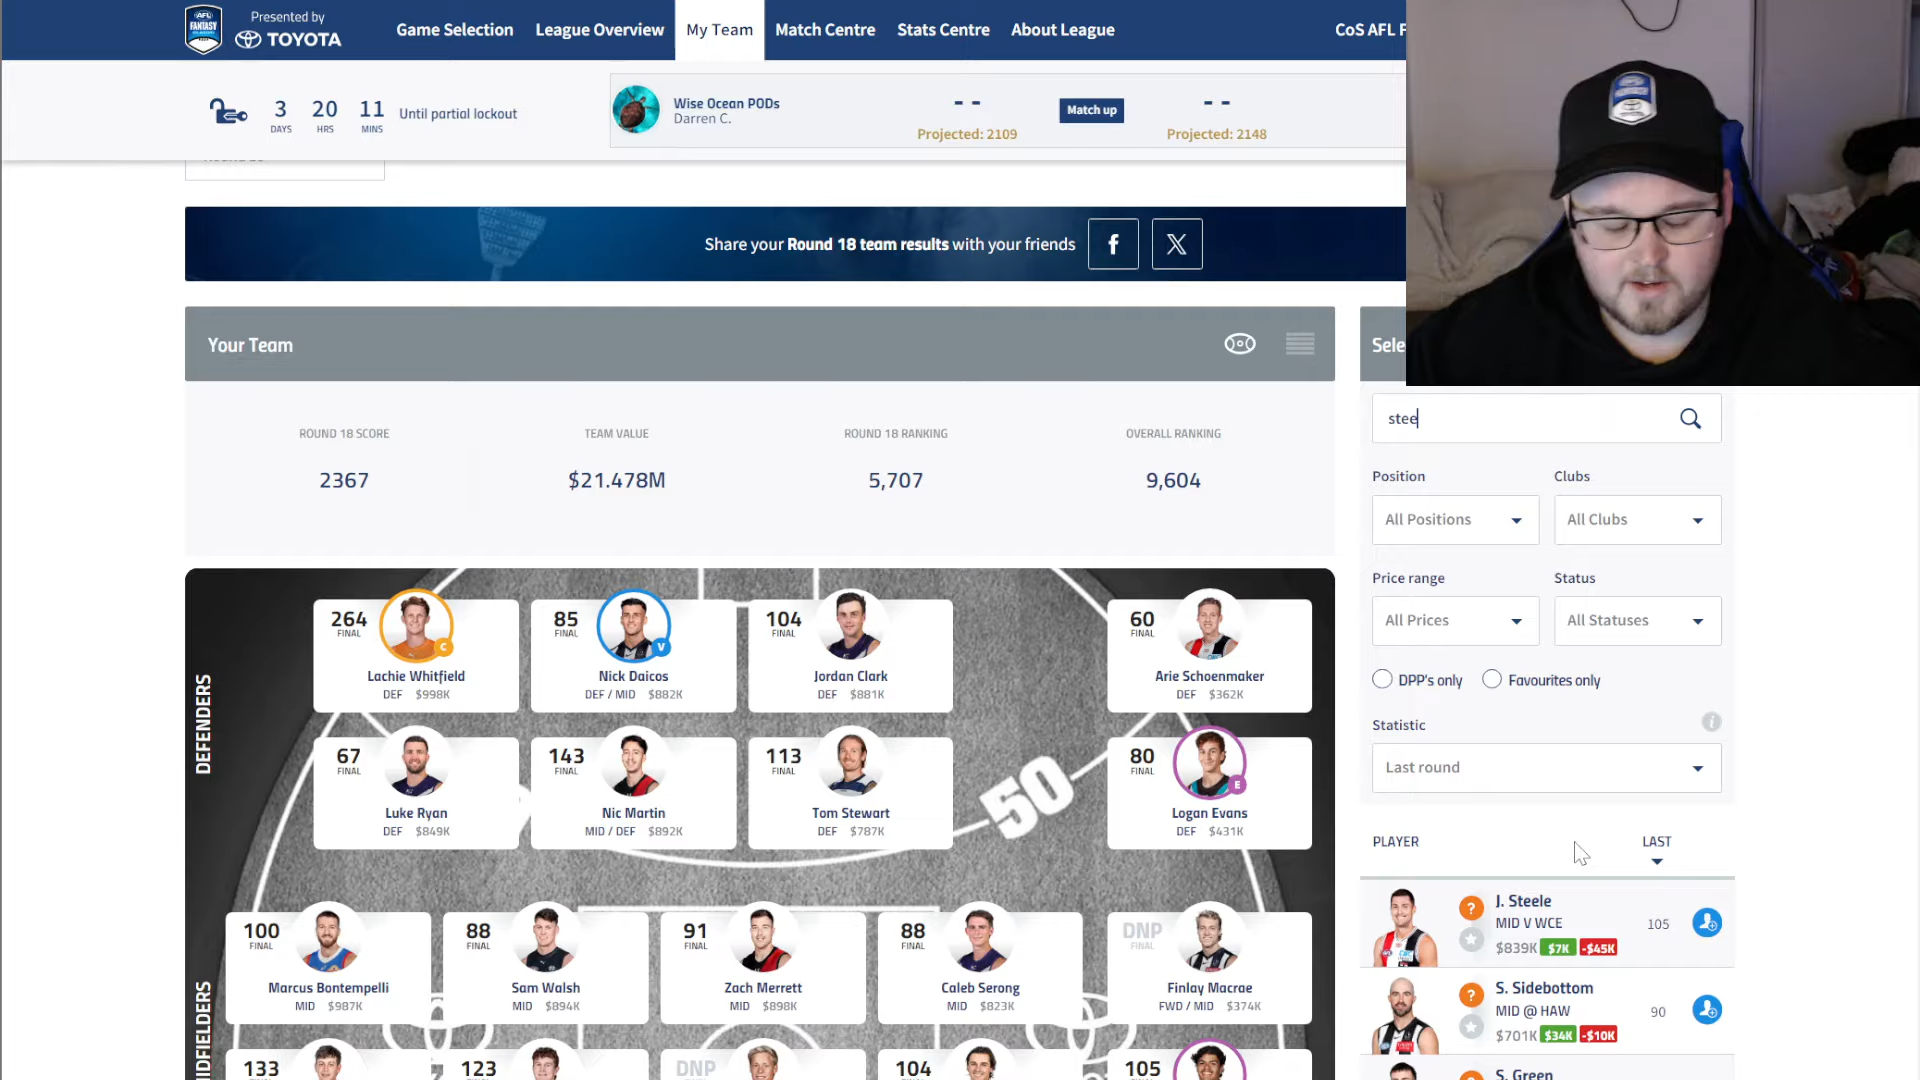 AFL
FANTASY
Presented by
TOYOTA
Game Selection
League Overview
My Team
Match Centre
Stats Centre
About League
CoS AFL F
3
DAYS
20
HRS
11
MINS
Until partial lockout
Wise Ocean PODs
Darren C.
- -
Projected: 2109
Match up
- -
Projected: 2148
Share your Round 18 team results with your friends
Your Team
ROUND 18 SCORE
2367
TEAM VALUE
$21.478M
ROUND 18 RANKING
5,707
OVERALL RANKING
9,604
DEFENDERS
264
FINAL
C
Lachie Whitfield
DEF $998K
85
FINAL
V
Nick Daicos
DEF / MID $882K
104
FINAL
Jordan Clark
DEF $881K
60
FINAL
Arie Schoenmaker
DEF $362K
67
FINAL
Luke Ryan
DEF $849K
143
FINAL
Nic Martin
MID / DEF $892K
113
FINAL
Tom Stewart
DEF $787K
50
80
FINAL
E
Logan Evans
DEF $431K
MIDFIELDERS
100
FINAL
Marcus Bontempelli
MID $987K
88
FINAL
Sam Walsh
MID $894K
91
FINAL
Zach Merrett
MID $898K
88
FINAL
Caleb Serong
MID $823K
DNP
FINAL
Finlay Macrae
FWD / MID $374K
133
123
DNP
104
105
Sele
stee
Position
All Positions
Clubs
All Clubs
Price range
All Prices
Status
All Statuses
DPP's only
Favourites only
Statistic
Last round
PLAYER
LAST
J. Steele
MID V WCE
$839K $7K -$45K
105
S. Sidebottom
MID @ HAW
$701K $34K -$10K
90
S. Green